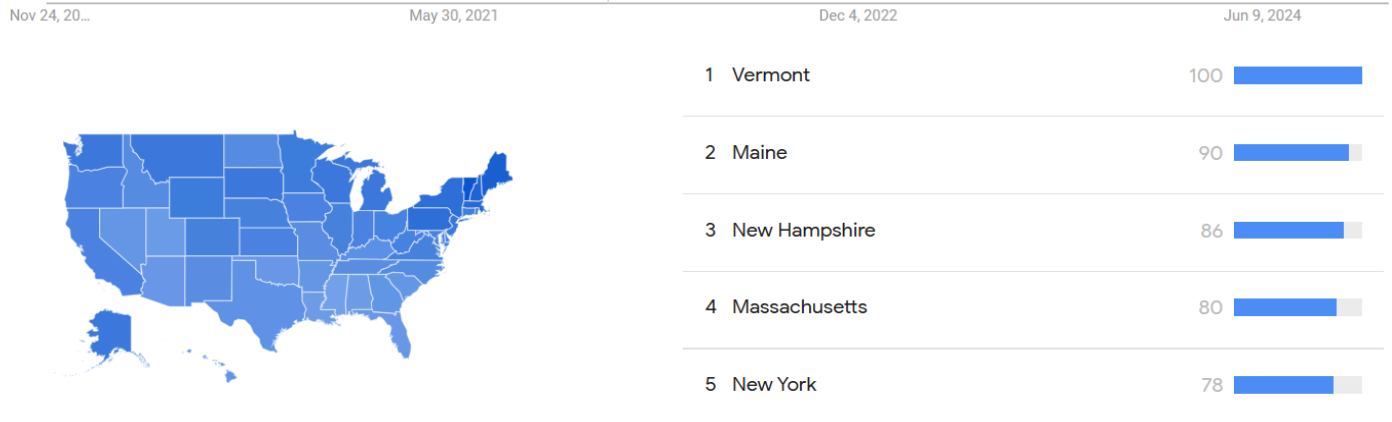 Nov 24, 20...
May 30, 2021
Dec 4, 2022
Jun 9, 2024
1 Vermont 100
2 Maine 90
3 New Hampshire 86
4 Massachusetts 80
5 New York 78